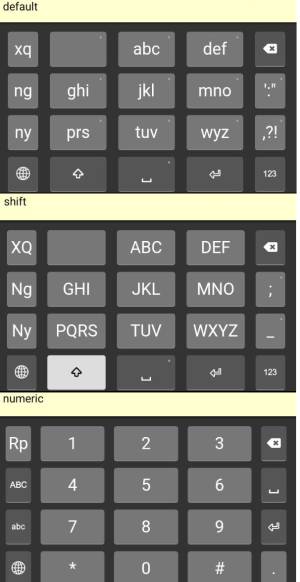 default
xq abc def
ng ghi jkl mno ':"
ny prs tuv wyz ,?!
123
shift
XQ ABC DEF
Ng GHI JKL MNO ;
Ny PQRS TUV WXYZ _
123
numeric
Rp 1 2 3
ABC 4 5 6
abc 7 8 9
* 0 # .